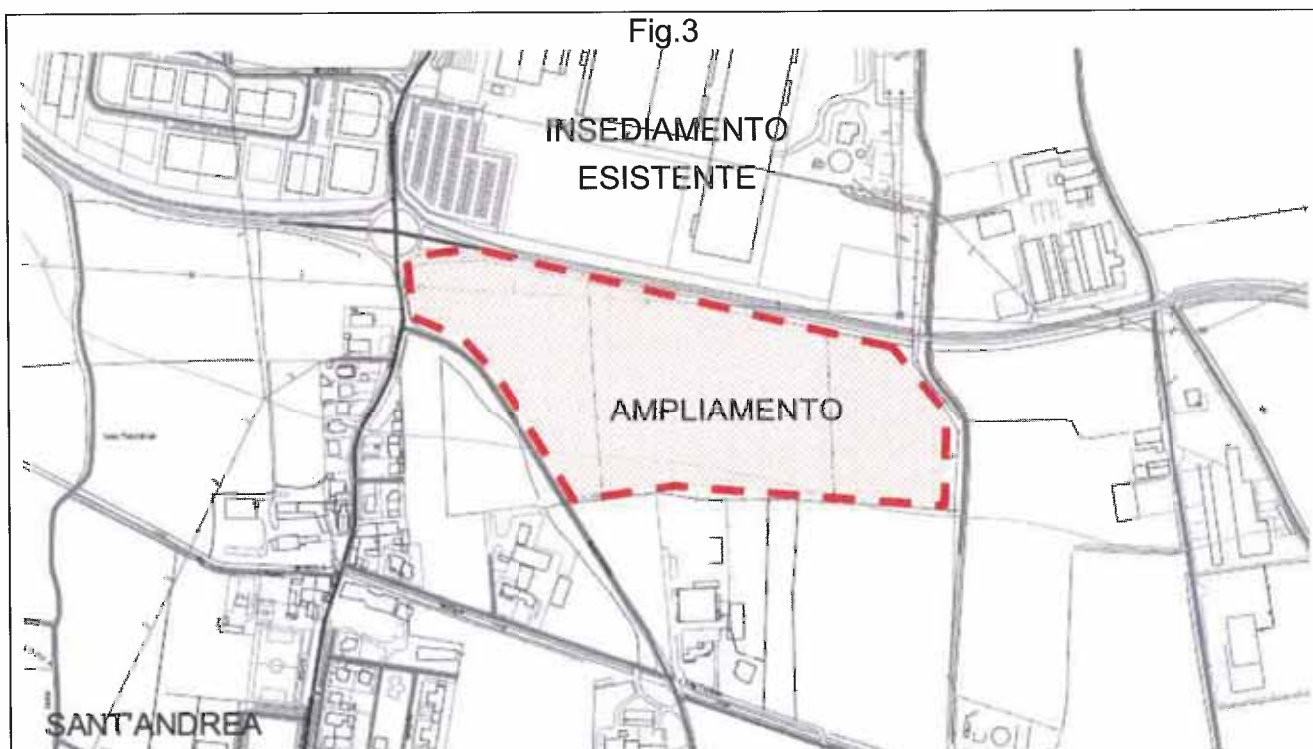 Fig.3
INSEDIAMENTO
ESISTENTE
AMPLIAMENTO
SANT'ANDREA